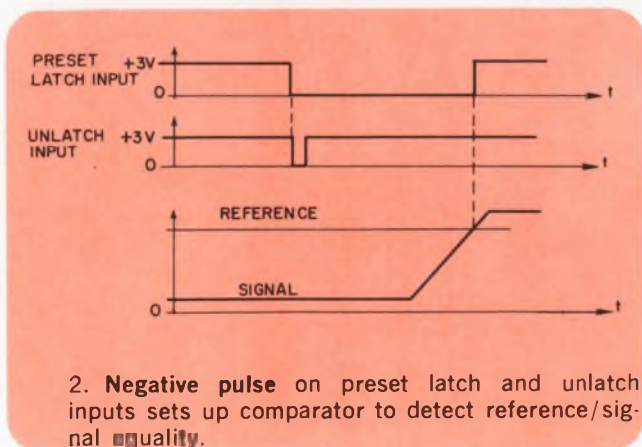 PRESET +3V
LATCH INPUT
0
t
UNLATCH +3V
INPUT
0
t
REFERENCE
SIGNAL
0
t
2. Negative pulse on preset latch and unlatch
inputs sets up comparator to detect reference/sig-
nal equality.